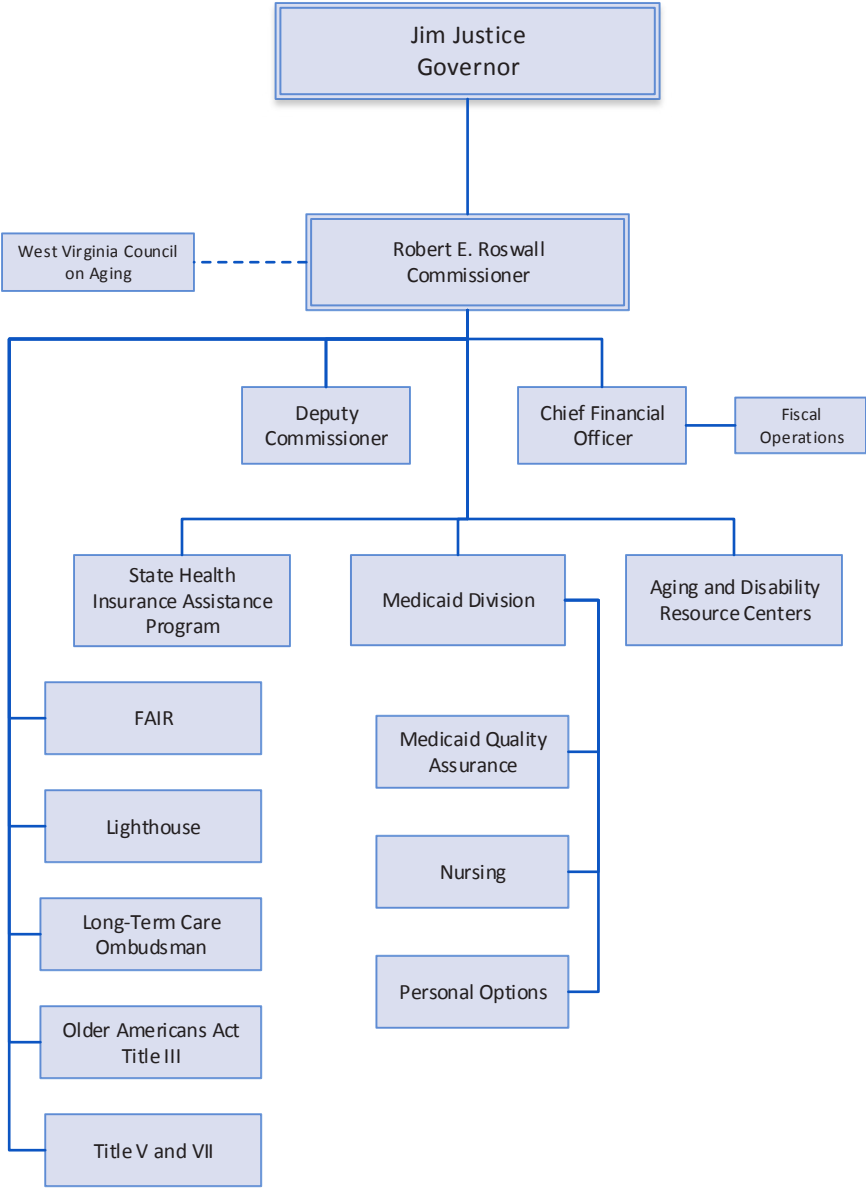 Jim Justice
Governor
West Virginia Council
on Aging
Robert E. Roswall
Commissioner
Deputy
Commissioner
Chief Financial
Officer
Fiscal
Operations
State Health
Insurance Assistance
Program
Medicaid Division
Aging and Disability
Resource Centers
FAIR
Lighthouse
Long-Term Care
Ombudsman
Older Americans Act
Title III
Title V and VII
Medicaid Quality
Assurance
Nursing
Personal Options